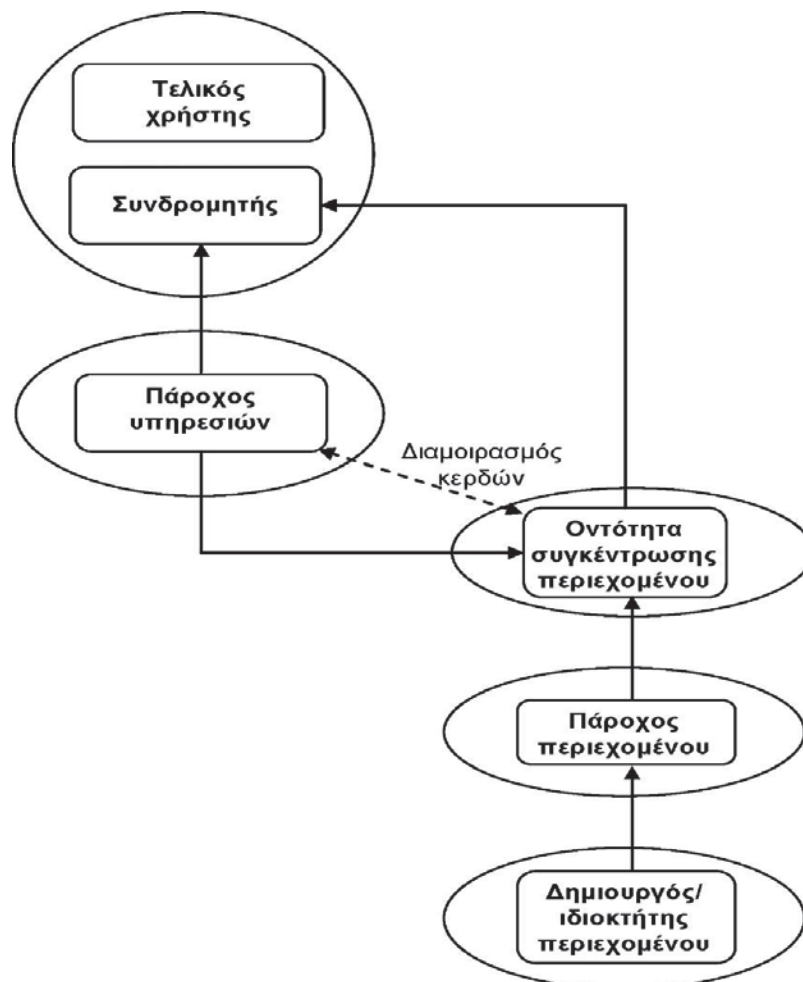 Τελικός
χρήστης
Συνδρομητής
Πάροχος
υπηρεσιών
Διαμοιρασμός
κερδών
Οντότητα
συγκέντρωσης
περιεχομένου
Πάροχος
περιεχομένου
Δημιουργός/
ιδιοκτήτης
περιεχομένου